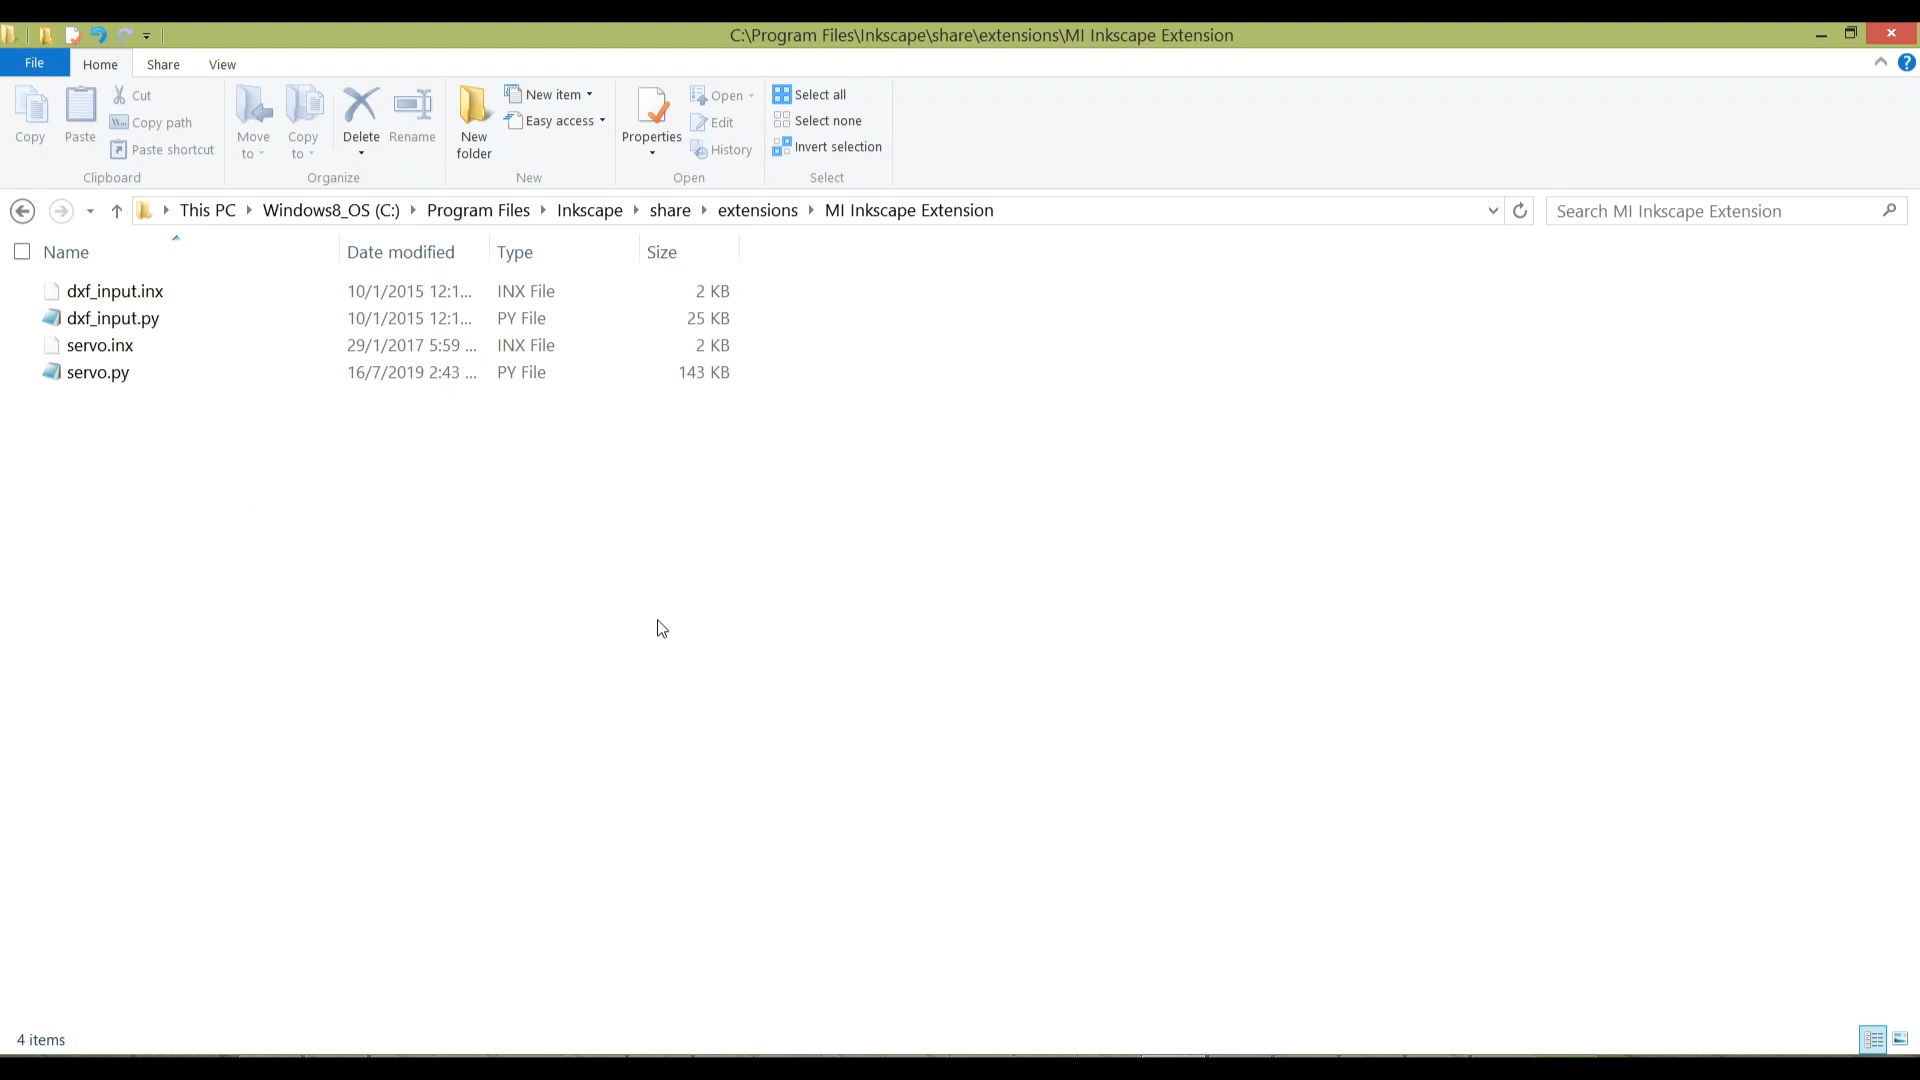 C:\Program Files\Inkscape\share\extensions\MI Inkscape Extension
File Home Share View
Copy
Paste
Cut
Copy path
Paste shortcut
Clipboard
Move to
Copy to
Delete
Rename
Organize
New folder
New item
Easy access
New
Properties
Open
Edit
History
Open
Select all
Select none
Invert selection
Select
This PC Windows8_OS (C:) Program Files Inkscape share extensions MI Inkscape Extension
Search MI Inkscape Extension
Name Date modified Type Size
dxf_input.inx 10/1/2015 12:1... INX File 2 KB
dxf_input.py 10/1/2015 12:1... PY File 25 KB
servo.inx 29/1/2017 5:59 ... INX File 2 KB
servo.py 16/7/2019 2:43 ... PY File 143 KB
4 items